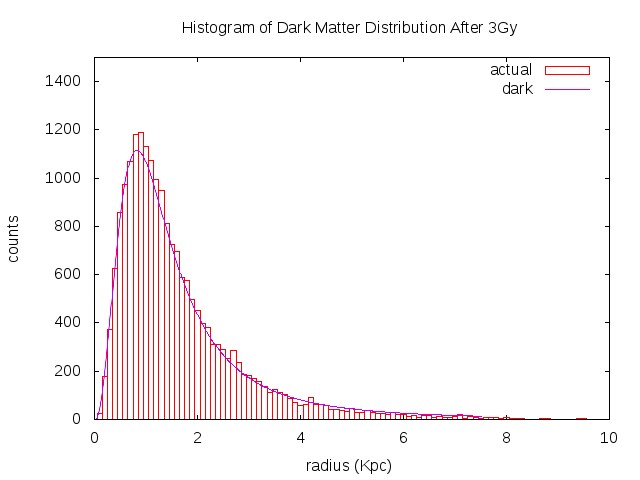 Histogram of Dark Matter Distribution After 3Gy
actual
dark
1400
1200
1000
800
600
400
200
0
counts
0 2 4 6 8 10
radius (Kpc)